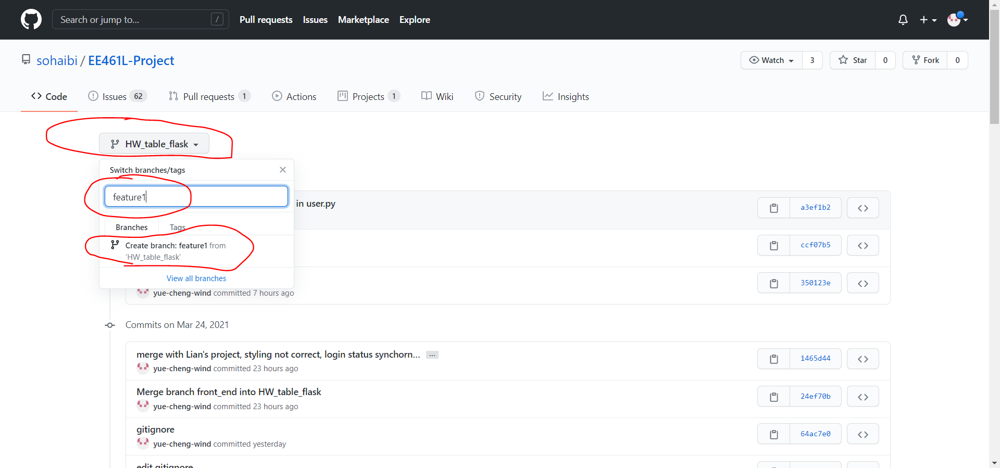 Search or jump to... /
Pull requests Issues Marketplace Explore
sohaibi / EE461L-Project
Watch 3 Star 0 Fork 0
Code Issues 62 Pull requests 1 Actions Projects 1 Wiki Security Insights
HW_table_flask
Switch branches/tags
feature1
in user.py
a3ef1b2
Branches Tags
Create branch: feature1 from
'HW_table_flask'
ccf07b5
View all branches
350123e
yue-cheng-wind committed 7 hours ago
Commits on Mar 24, 2021
merge with Lian's project, styling not correct, login status synchorn... ...
yue-cheng-wind committed 23 hours ago
1465d44
Merge branch front_end into HW_table_flask
yue-cheng-wind committed 23 hours ago
24ef70b
gitignore
yue-cheng-wind committed yesterday
64ac7e0
edit gitignore